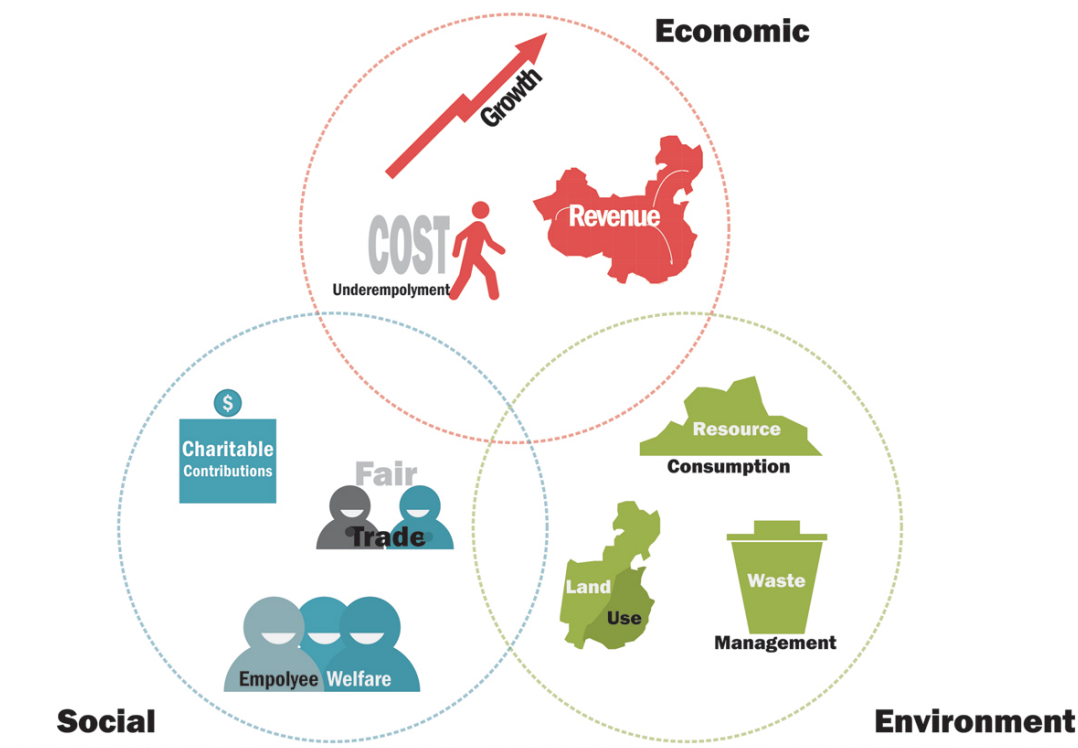 Economic
Growth
Revenue
COST
Underempolyment
$
Charitable
Contributions
Fair
Trade
Empolyee Welfare
Resource
Consumption
Land
Use
Waste
Management
Social
Environment